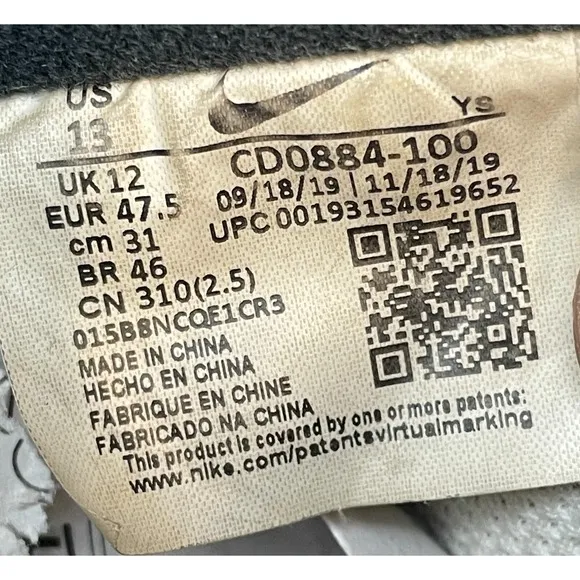 US
13
YS
UK 12
EUR 47.5
cm 31
BR 46
CN 310(2.5)
CD0884-100
09/18/19 | 11/18/19
UPC 00193154619652
015B8NCQE1CR3
MADE IN CHINA
HECHO EN CHINA
FABRIQUE EN CHINE
FABRICADO NA CHINA
This product is covered by one or more patents:
www.nike.com/patentsvirtualmarking